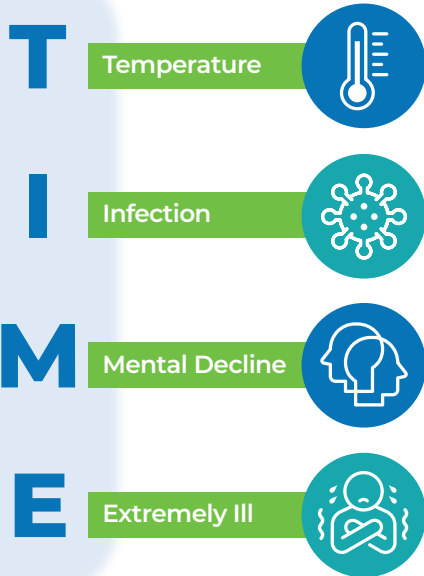 T
Temperature
I
Infection
M
Mental Decline
E
Extremely Ill